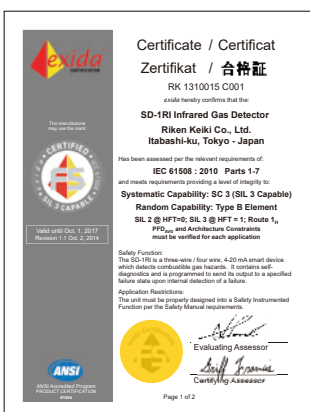 exida
CERTIFICATION
The manufacturer
may use the mark:
CERTIFIED
FS
SIL 3 CAPABLE
Valid until Oct. 1, 2017
Revision 1.1 Oct. 2, 2014
ANSI
ANSI Accredited Program
PRODUCT CERTIFICATION
Certificate / Certificat
Zertifikat / 合格証
RK 1310015 C001
exida hereby confirms that the:
SD-1RI Infrared Gas Detector
Riken Keiki Co., Ltd.
Itabashi-ku, Tokyo - Japan
Has been assessed per the relevant requirements of:
IEC 61508 : 2010 Parts 1-7
and meets requirements providing a level of integrity to:
Systematic Capability: SC 3 (SIL 3 Capable)
Random Capability: Type B Element
SIL 2 @ HFT=0; SIL 3 @ HFT = 1; Route 1H
PFDAVG and Architecture Constraints
must be verified for each application
Safety Function:
The SD-1RI is a three-wire / four wire, 4-20 mA smart device
which detects combustible gas hazards. It contains self-
diagnostics and is programmed to send its output to a specified
failure state upon internal detection of a failure.
Application Restrictions:
The unit must be properly designed into a Safety Instrumented
Function per the Safety Manual requirements.
Evaluating Assessor
Certifying Assessor
Page 1 of 2